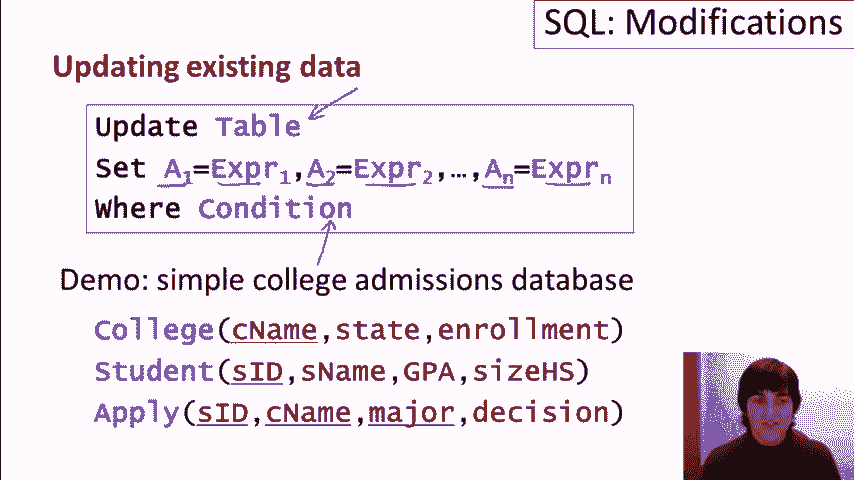 SQL: Modifications
Updating existing data
Update Table
Set A1=Expr1,A2=Expr2,…,An=Exprn
Where Condition
Demo: simple college admissions database
College(cName,state,enrollment)
Student(sID,sName,GPA,sizeHS)
Apply(sID,cName,major,decision)